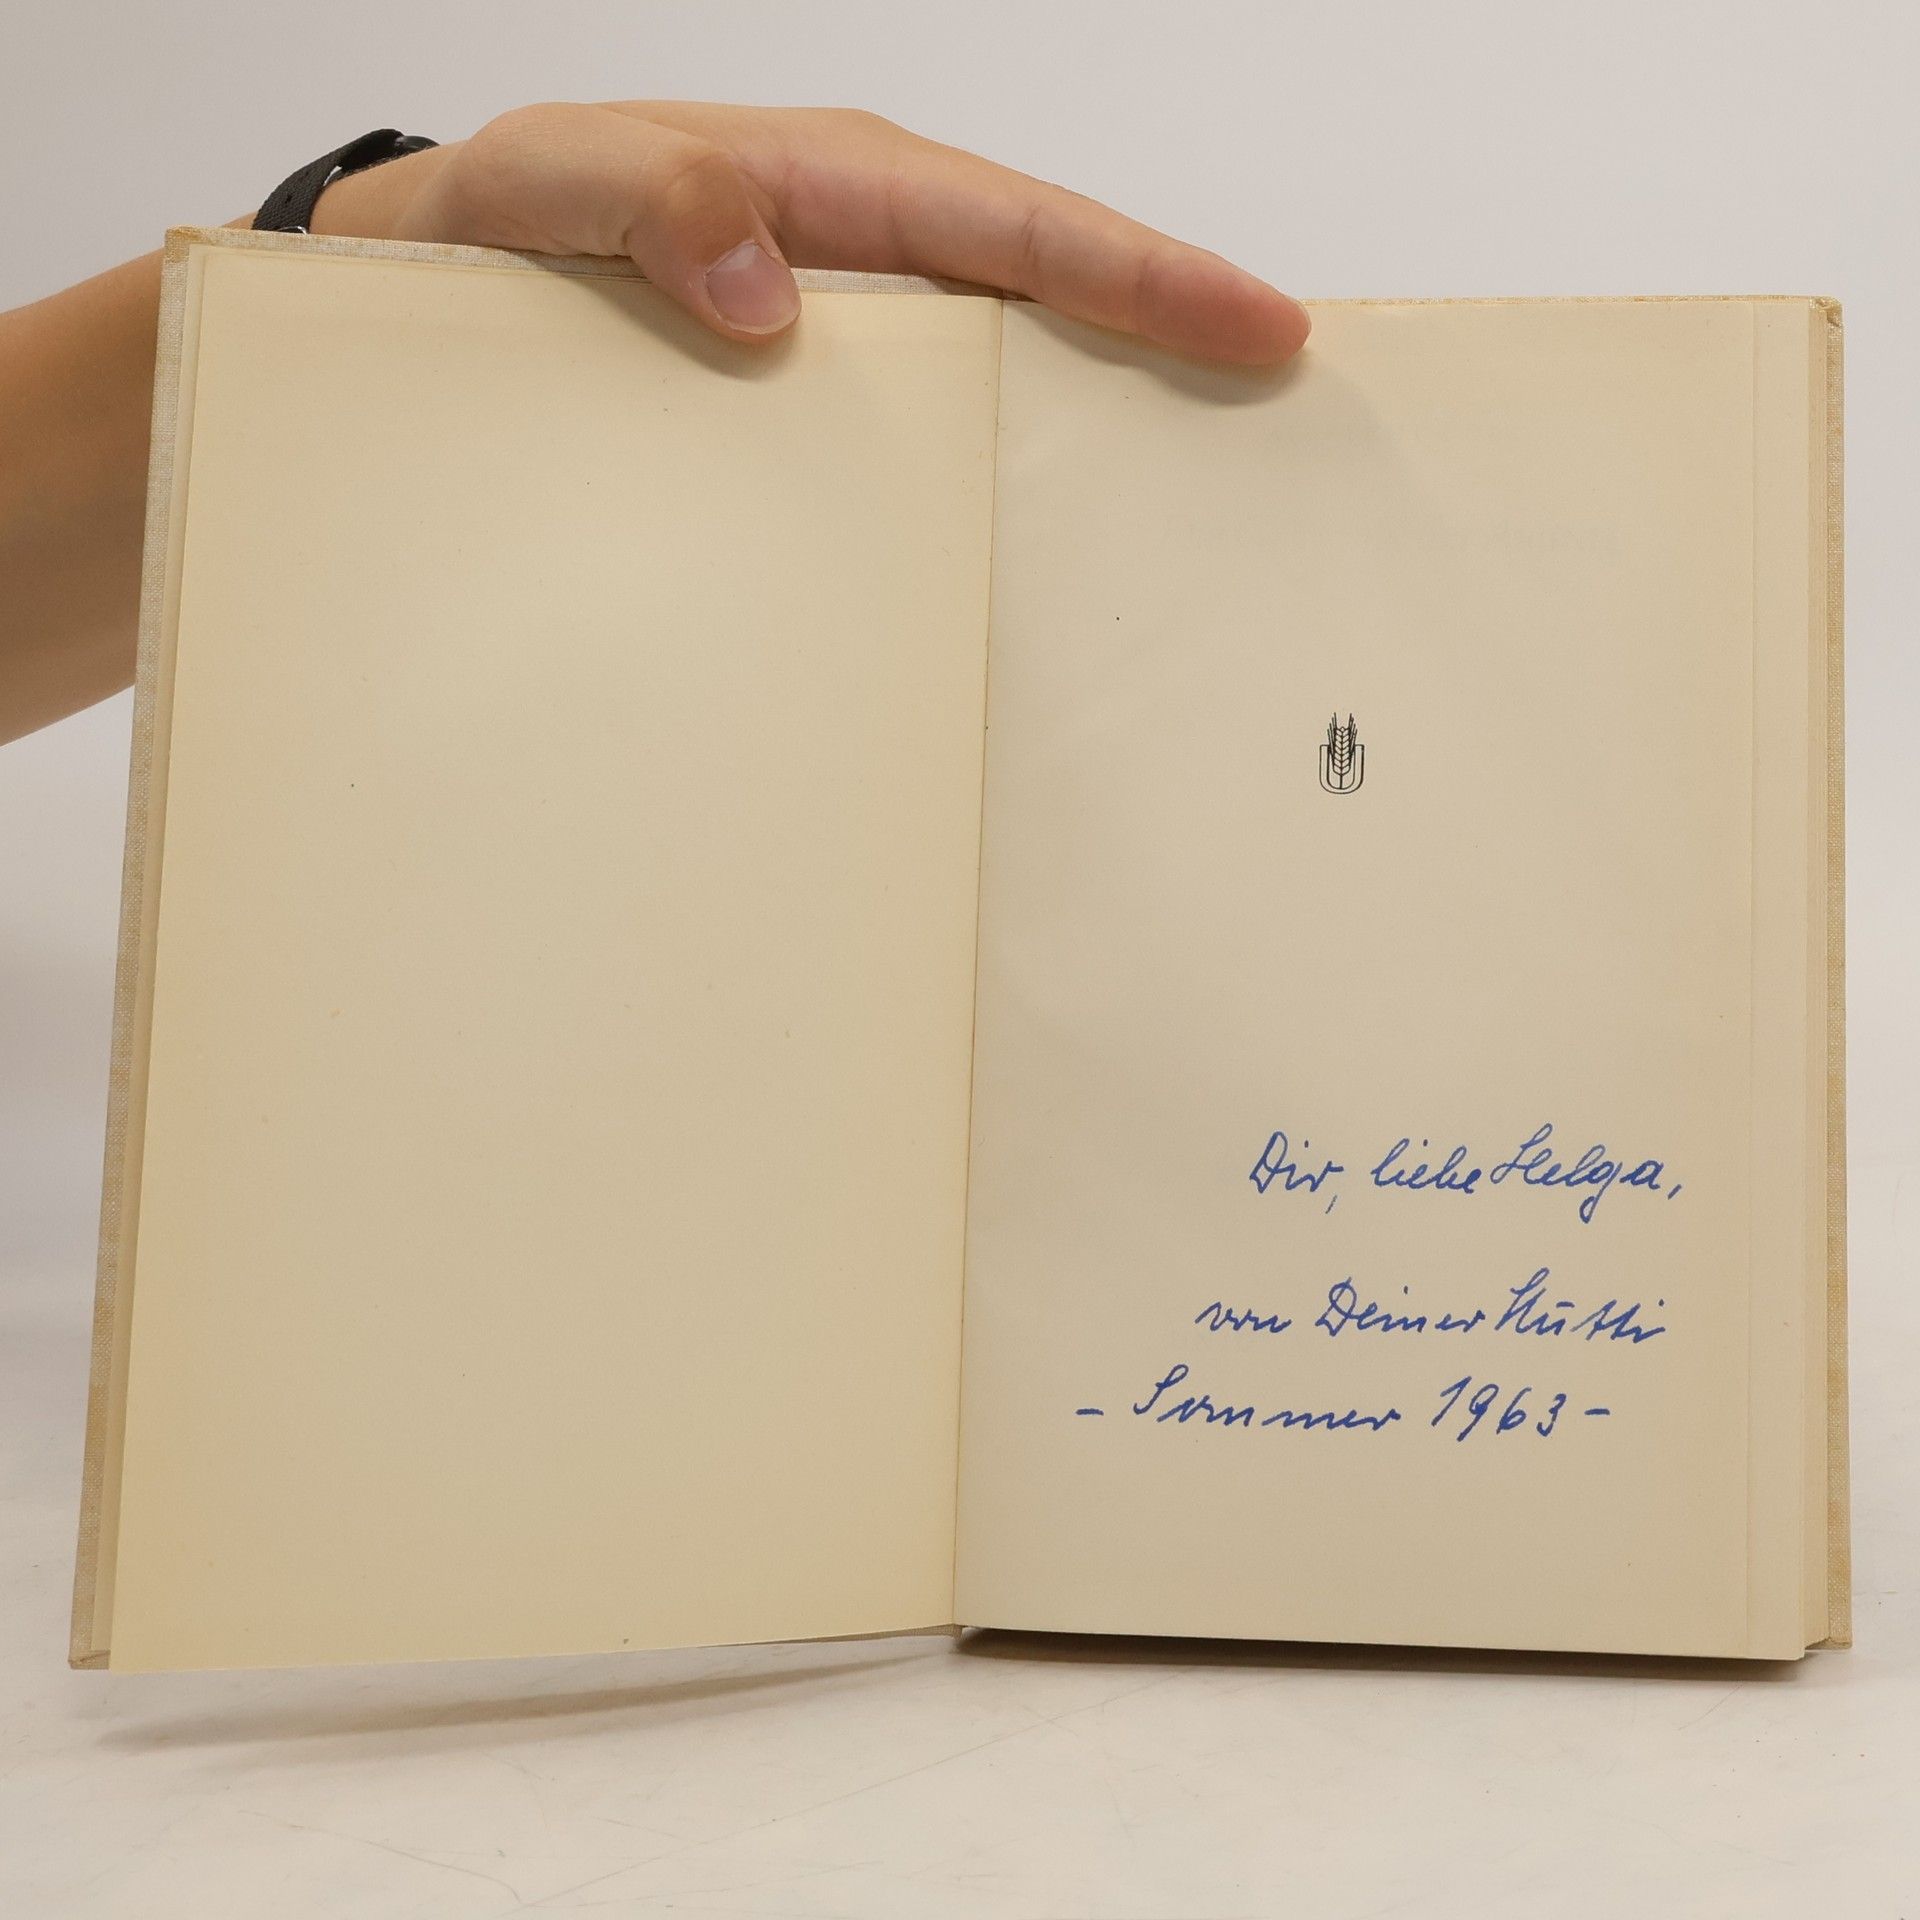 Dir, liebe Helga,
von Deiner Mutti
- Sommer 1963 -